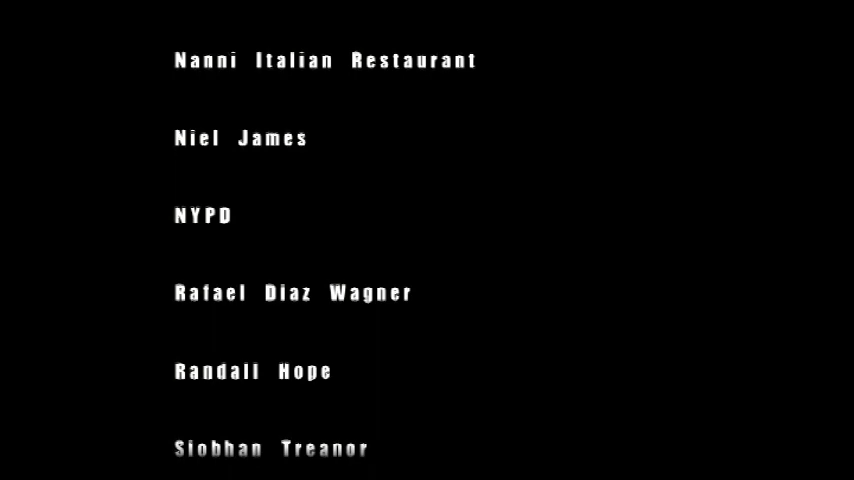 Nanni Italian Restaurant
Niel James
NYPD
Rafael Diaz Wagner
Randall Hope
Siobhan Treanor